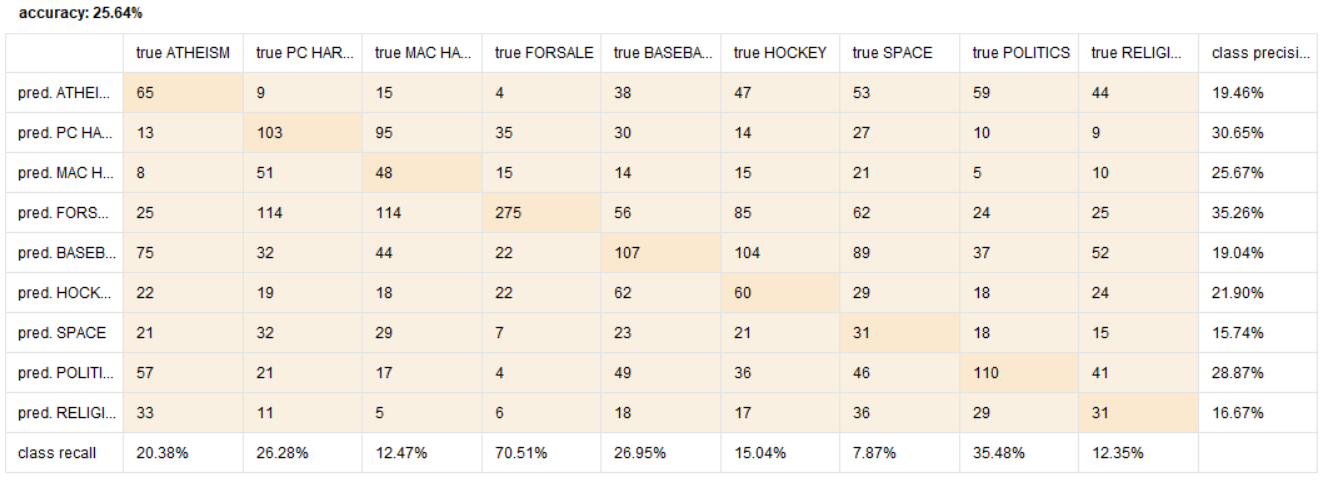 accuracy: 25.64%
true ATHEISM true PC HAR... true MAC HA... true FORSALE true BASEBA... true HOCKEY true SPACE true POLITICS true RELIGI... class precisi...
pred. ATHEI... 65 9 15 4 38 47 53 59 44 19.46%
pred. PC HA... 13 103 95 35 30 14 27 10 9 30.65%
pred. MAC H... 8 51 48 15 14 15 21 5 10 25.67%
pred. FORS... 25 114 114 275 56 85 62 24 25 35.26%
pred. BASEB... 75 32 44 22 107 104 89 37 52 19.04%
pred. HOCK... 22 19 18 22 62 60 29 18 24 21.90%
pred. SPACE 21 32 29 7 23 21 31 18 15 15.74%
pred. POLITI... 57 21 17 4 49 36 46 110 41 28.87%
pred. RELIGI... 33 11 5 6 18 17 36 29 31 16.67%
class recall 20.38% 26.28% 12.47% 70.51% 26.95% 15.04% 7.87% 35.48% 12.35%